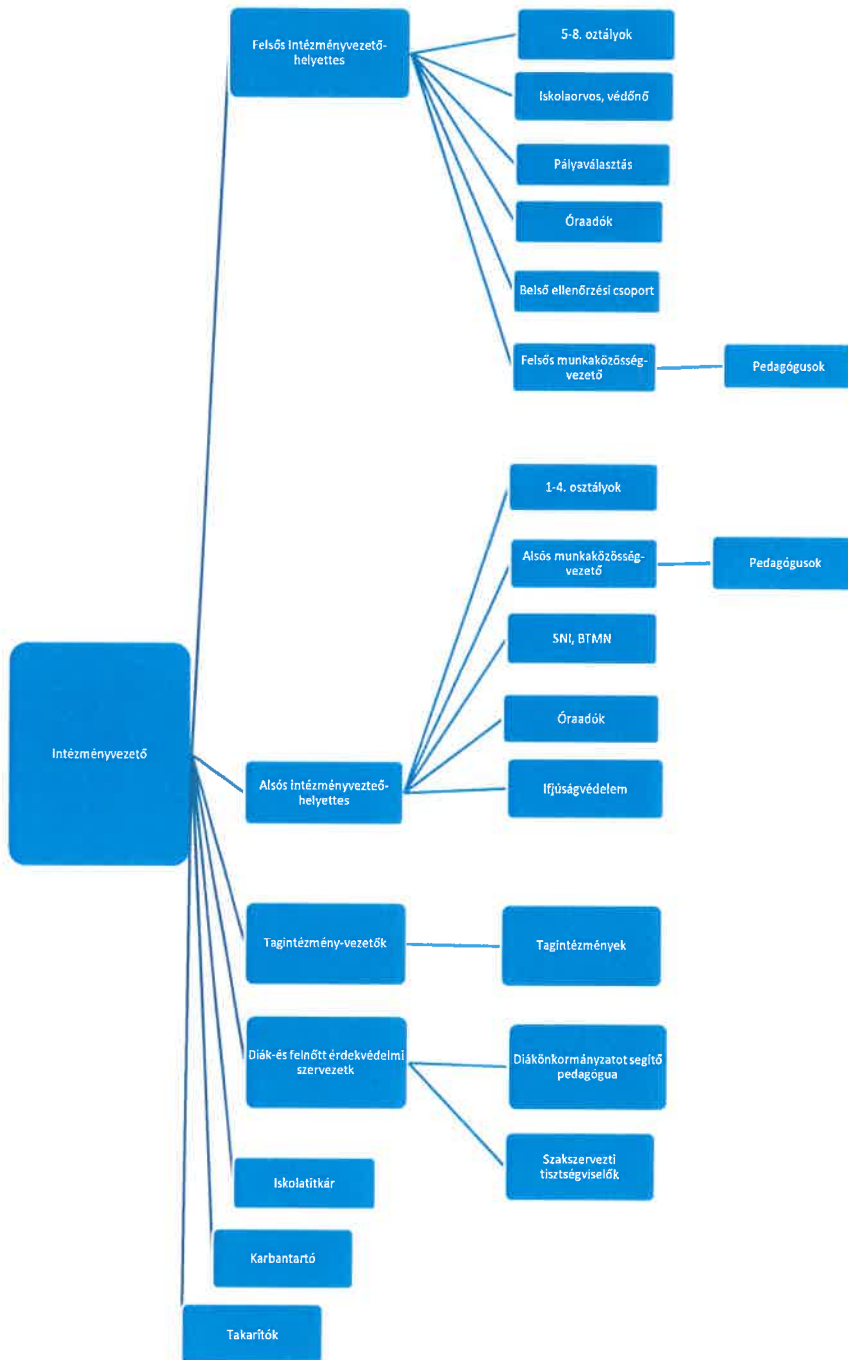 Felsős intézményvezető-
helyettes
5-8. oztályok
Iskolaorvos, védőnő
Pályaválasztás
Óraadók
Belső ellenőrzési csoport
Felsős munkaközösség-
vezető
Pedagógusok
1-4. osztályok
Alsós munkaközösség-
vezető
Pedagógusok
SNI, BTMN
Óraadók
Ifjúságvédelem
Intézményvezető
Alsós intézményvezteő-
helyettes
Tagintézmény-vezetők
Tagintézmények
Diák-és felnőtt érdekvédelmi
szervezetk
Diákönkormányzatot segítő
pedagógua
Szakszervezti
tisztségviselők
Iskolatitkár
Karbantartó
Takarítók